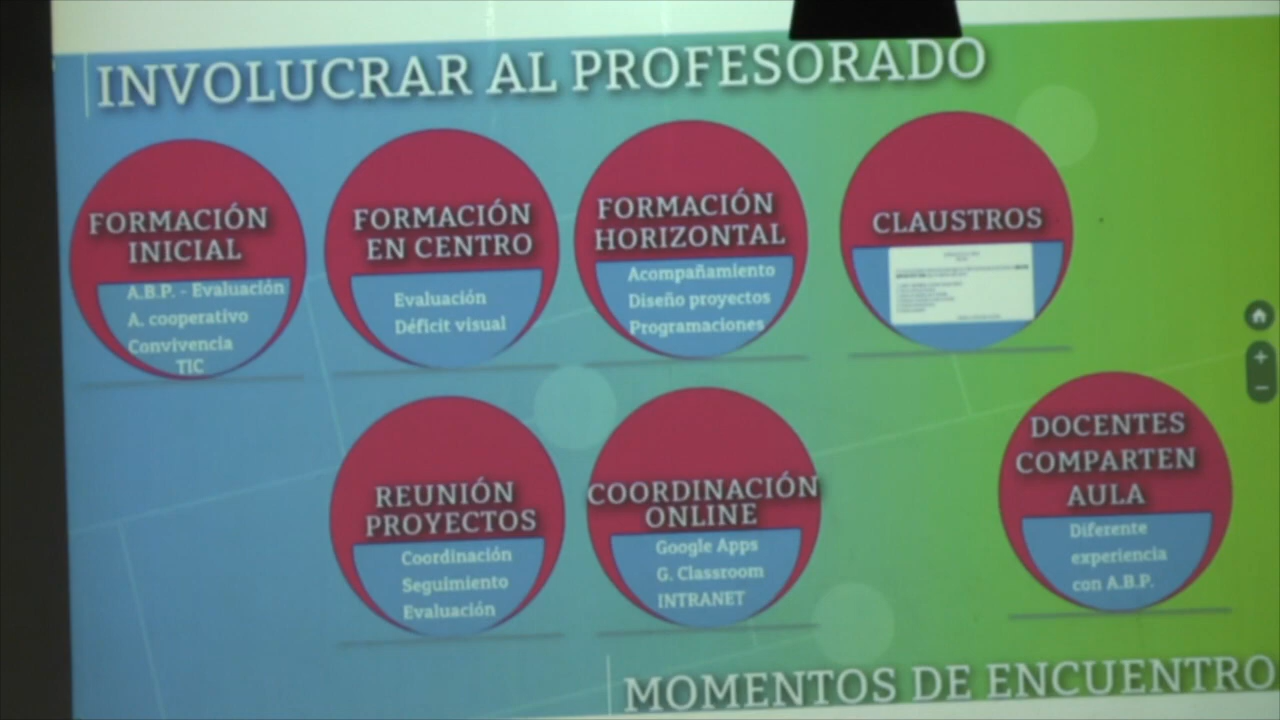 INVOLUCRAR AL PROFESORADO
FORMACIÓN
INICIAL
A.B.P. - Evaluación
A. cooperativo
Convivencia
TIC
FORMACIÓN
EN CENTRO
Evaluación
Déficit visual
FORMACIÓN
HORIZONTAL
Acompañamiento
Diseño proyectos
Programaciones
CLAUSTROS
REUNIÓN
PROYECTOS
Coordinación
Seguimiento
Evaluación
COORDINACIÓN
ONLINE
Google Apps
G. Classroom
INTRANET
DOCENTES
COMPARTEN
AULA
Diferente
experiencia
con A.B.P.
MOMENTOS DE ENCUENTRO